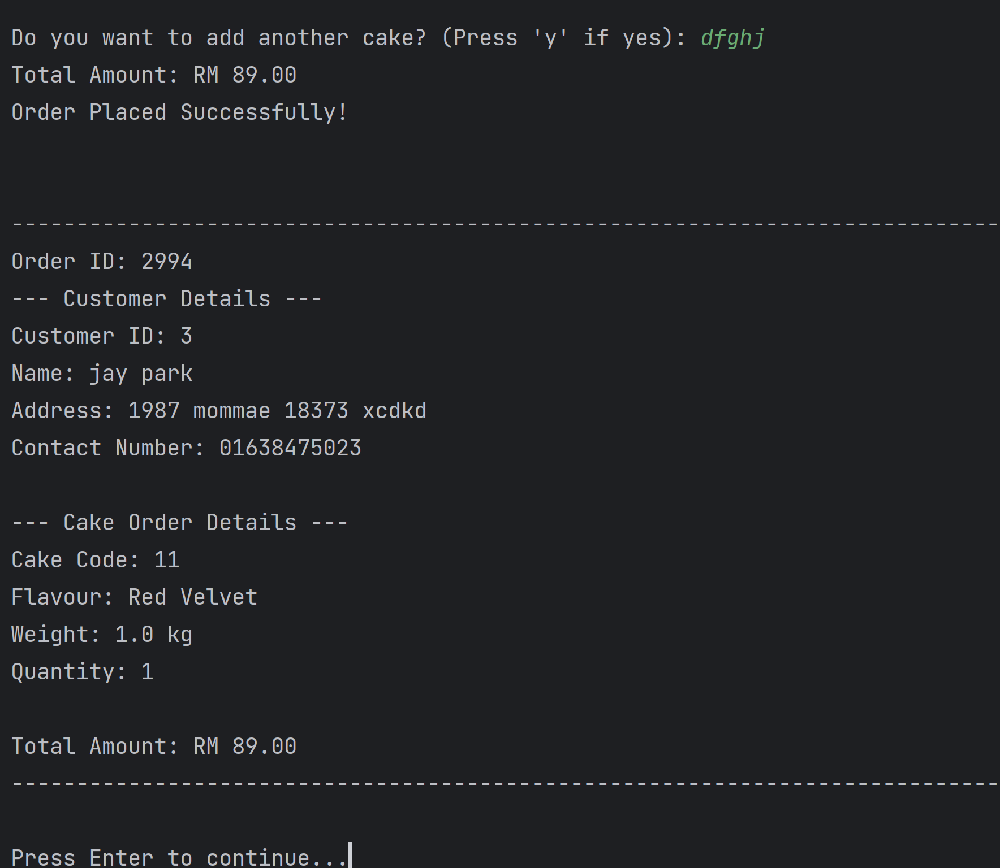 Do you want to add another cake? (Press 'y' if yes): dfghj
Total Amount: RM 89.00
Order Placed Successfully!
----------------------------------------------------------------------------
Order ID: 2994
--- Customer Details ---
Customer ID: 3
Name: jay park
Address: 1987 mommae 18373 xcdkd
Contact Number: 01638475023
--- Cake Order Details ---
Cake Code: 11
Flavour: Red Velvet
Weight: 1.0 kg
Quantity: 1
Total Amount: RM 89.00
----------------------------------------------------------------------------
Press Enter to continue...